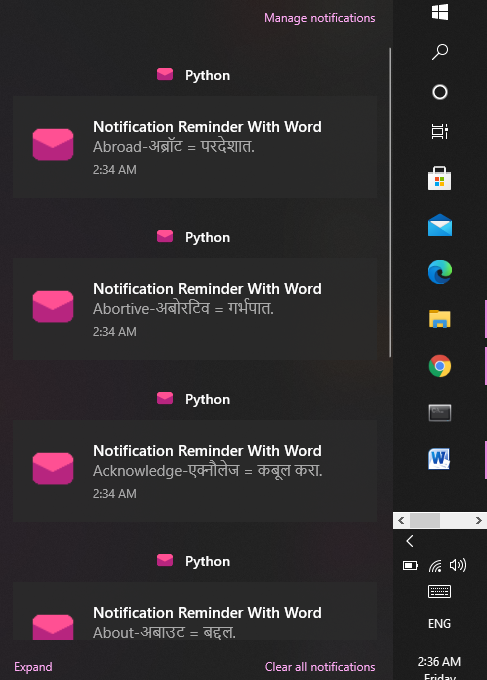 Manage notifications
Python
Notification Reminder With Word
Abroad-अब्रॉट = परदेशात.
2:34 AM
Python
Notification Reminder With Word
Abortive-अबोरटिव = गर्भपात.
2:34 AM
Python
Notification Reminder With Word
Acknowledge-एक्नौलेज = कबूल करा.
2:34 AM
Python
Notification Reminder With Word
About-अबाउट = बद्दल.
Expand
Clear all notifications
ENG
2:36 AM
Friday